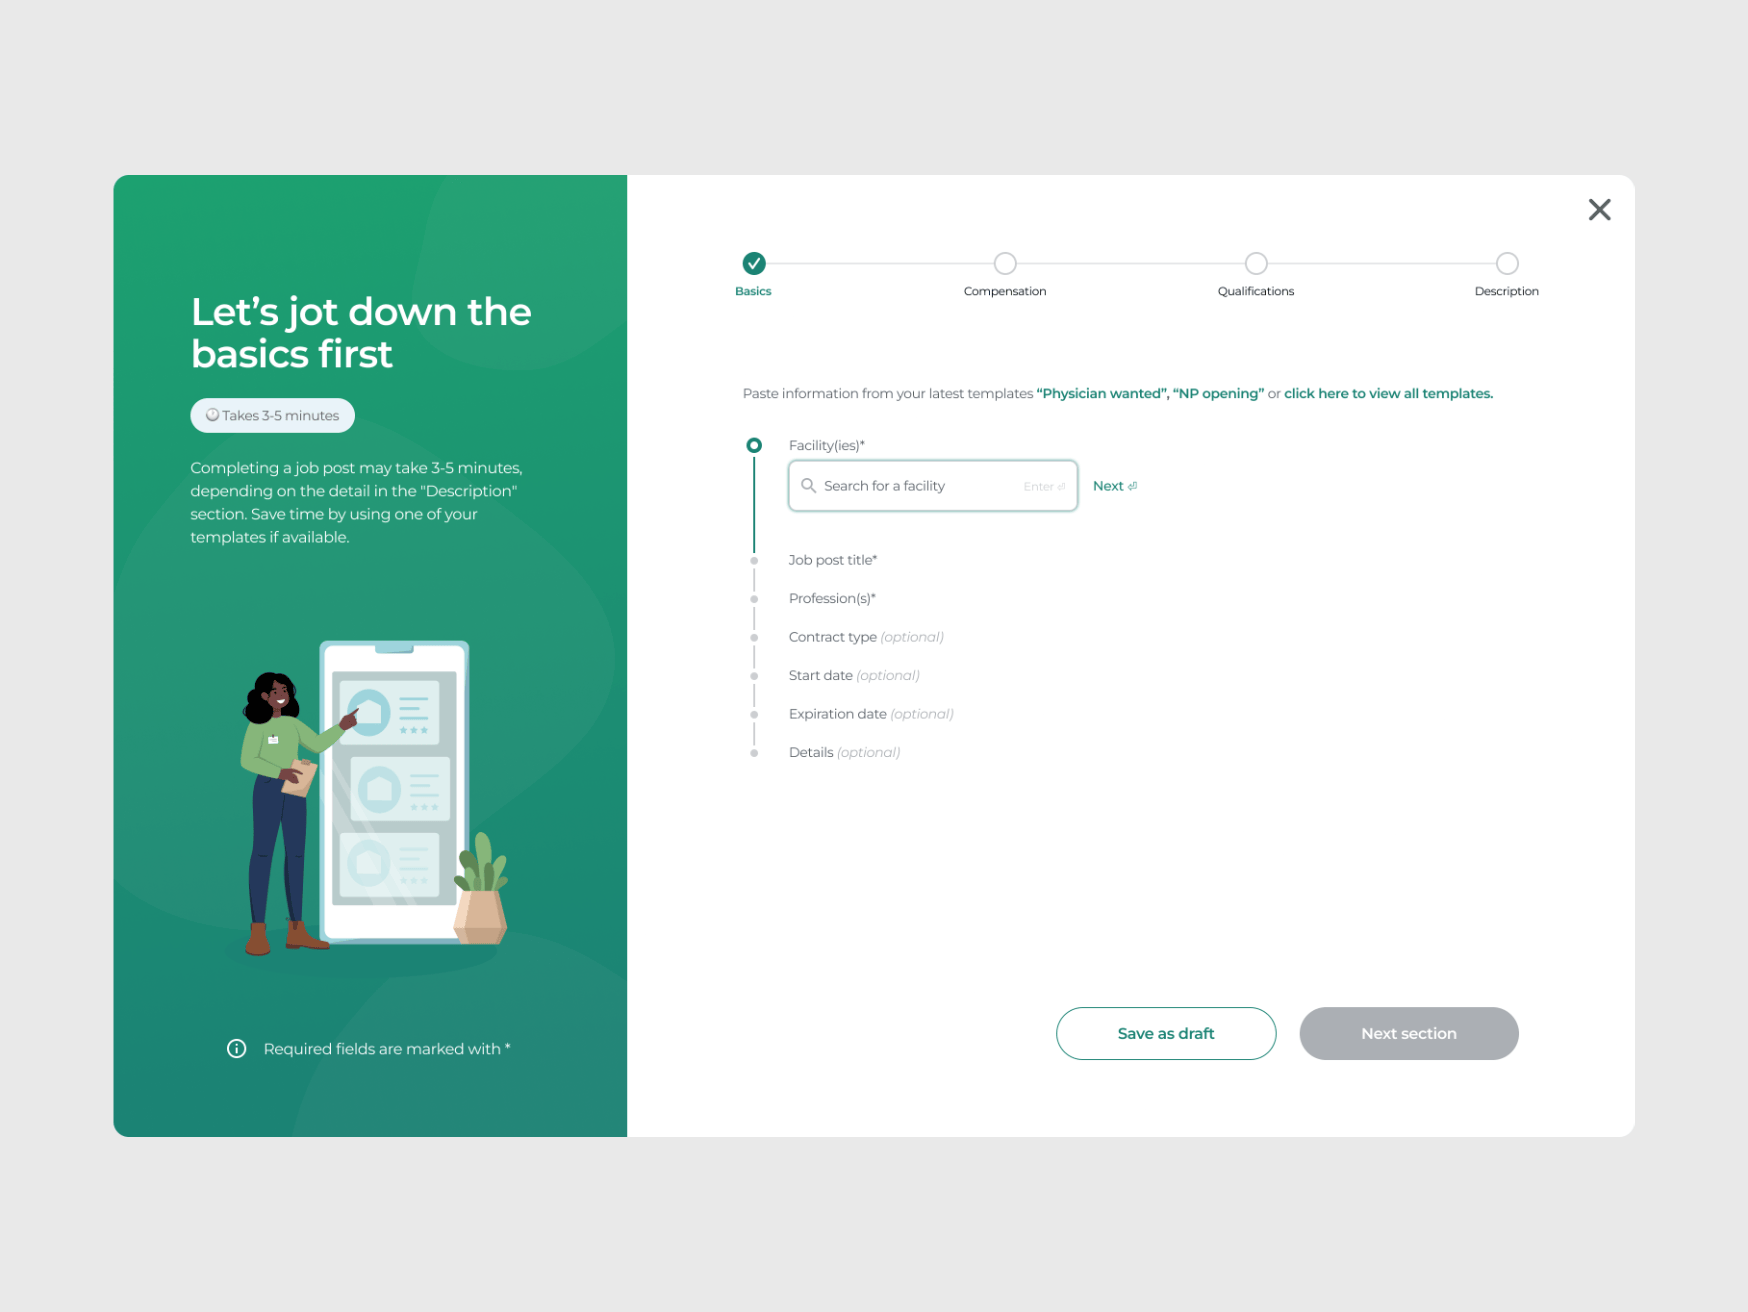 Let’s jot down the
basics first
Takes 3-5 minutes
Completing a job post may take 3-5 minutes,
depending on the detail in the "Description"
section. Save time by using one of your
templates if available.
Required fields are marked with *
Basics
Compensation
Qualifications
Description
Paste information from your latest templates “Physician wanted”, “NP opening” or click here to view all templates.
Facility(ies)*
Search for a facility Enter ⏎ Next ⏎
Job post title*
Profession(s)*
Contract type (optional)
Start date (optional)
Expiration date (optional)
Details (optional)
Save as draft
Next section